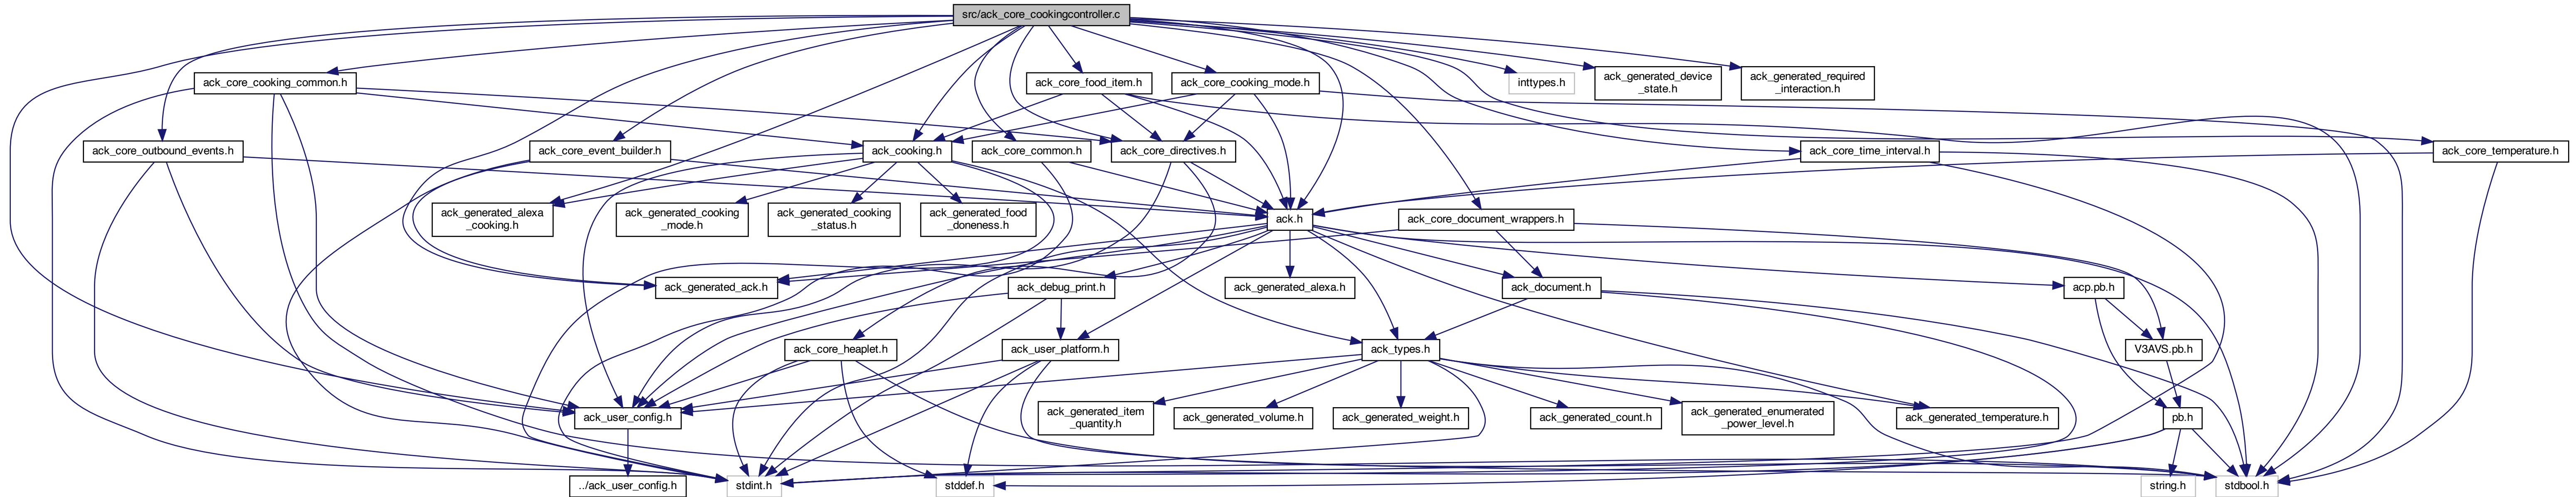 src/ack_core_cookingcontroller.c
ack_core_cooking_common.h
ack_core_food_item.h
ack_core_cooking_mode.h
inttypes.h
ack_generated_device
_state.h
ack_generated_required
_interaction.h
ack_core_outbound_events.h
ack_core_event_builder.h
ack_cooking.h
ack_core_common.h
ack_core_directives.h
ack_core_time_interval.h
ack_core_temperature.h
ack_generated_alexa
_cooking.h
ack_generated_cooking
_mode.h
ack_generated_cooking
_status.h
ack_generated_food
_doneness.h
ack.h
ack_core_document_wrappers.h
ack_generated_ack.h
ack_debug_print.h
ack_generated_alexa.h
ack_document.h
acp.pb.h
ack_core_heaplet.h
ack_user_platform.h
ack_types.h
V3AVS.pb.h
ack_user_config.h
ack_generated_item
_quantity.h
ack_generated_volume.h
ack_generated_weight.h
ack_generated_count.h
ack_generated_enumerated
_power_level.h
ack_generated_temperature.h
pb.h
../ack_user_config.h
stdint.h
stddef.h
string.h
stdbool.h